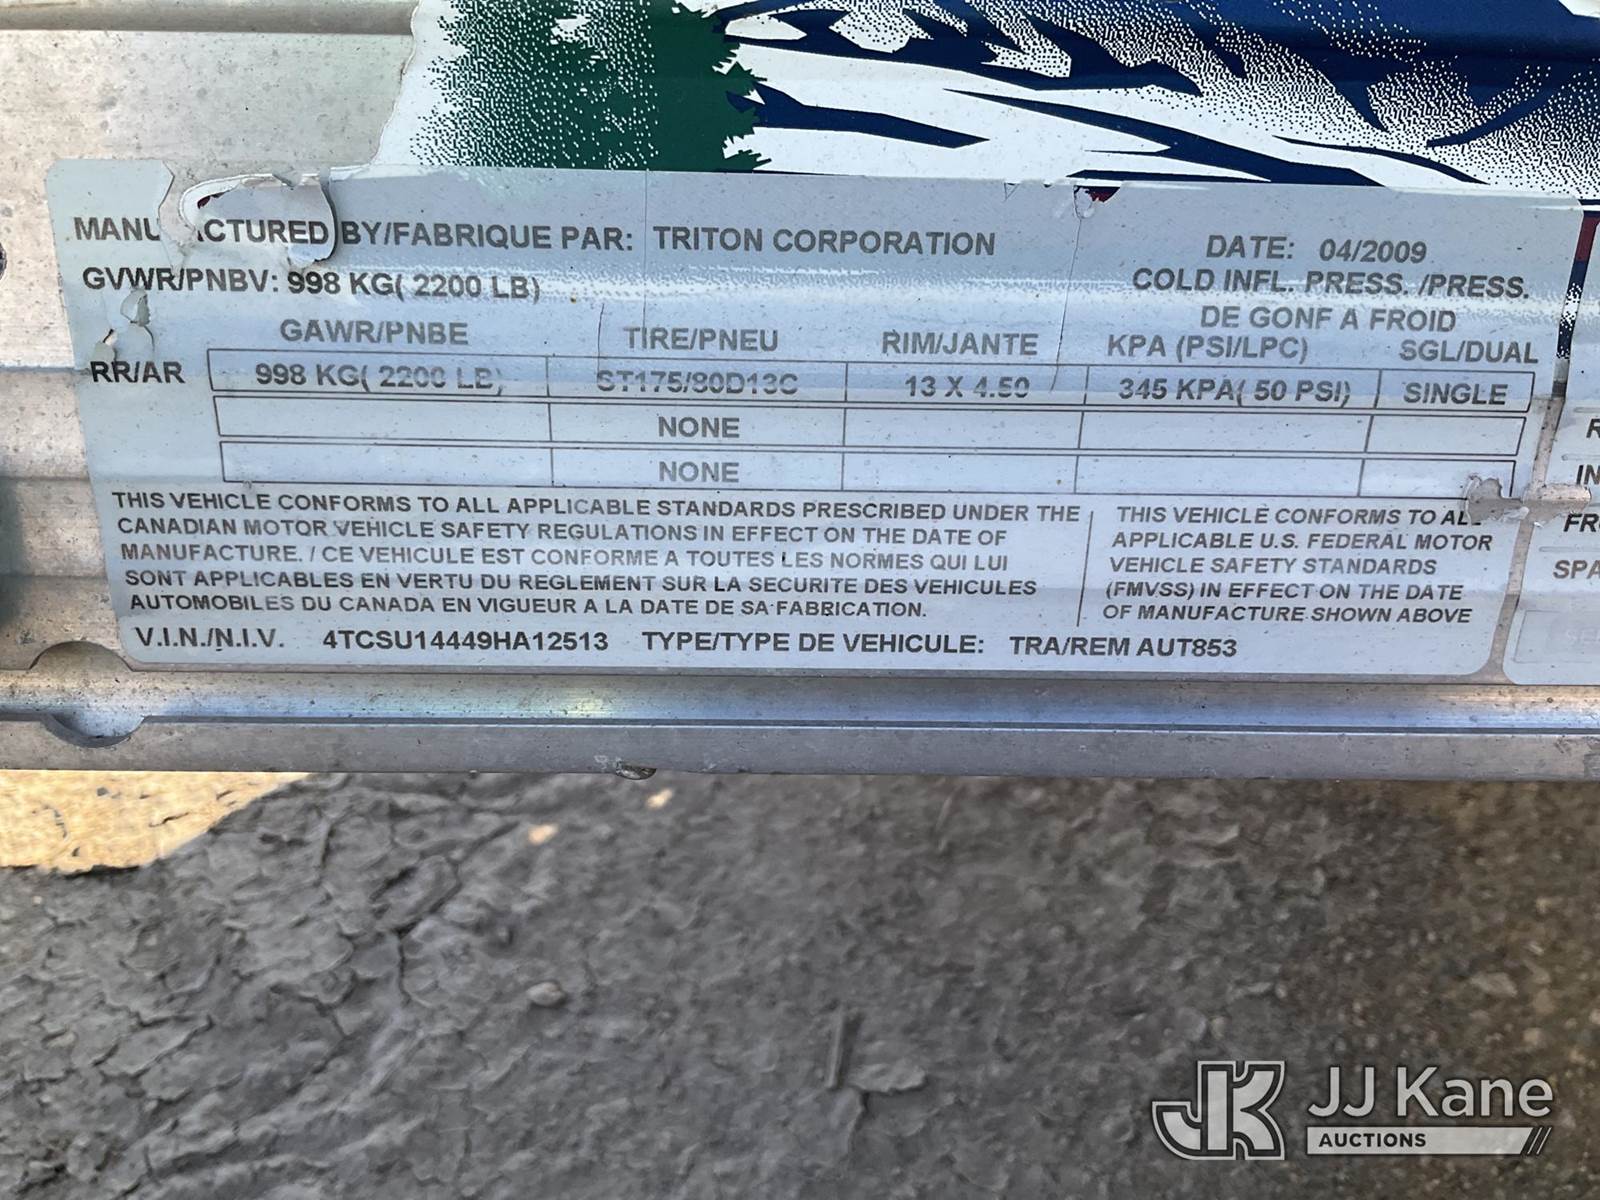 MANUFACTURED BY/FABRIQUE PAR: TRITON CORPORATION DATE: 04/2009
GVWR/PNBV: 998 KG( 2200 LB) COLD INFL. PRESS. /PRESS.
DE GONF A FROID
GAWR/PNBE TIRE/PNEU RIM/JANTE KPA (PSI/LPC) SGL/DUAL
RR/AR 998 KG( 2200 LB) ST175/80D13C 13 X 4.50 345 KPA( 50 PSI) SINGLE
NONE
NONE
THIS VEHICLE CONFORMS TO ALL APPLICABLE STANDARDS PRESCRIBED UNDER THE
CANADIAN MOTOR VEHICLE SAFETY REGULATIONS IN EFFECT ON THE DATE OF
MANUFACTURE. / CE VEHICULE EST CONFORME A TOUTES LES NORMES QUI LUI
SONT APPLICABLES EN VERTU DU REGLEMENT SUR LA SECURITE DES VEHICULES
AUTOMOBILES DU CANADA EN VIGUEUR A LA DATE DE SA FABRICATION.
THIS VEHICLE CONFORMS TO ALL
APPLICABLE U.S. FEDERAL MOTOR
VEHICLE SAFETY STANDARDS
(FMVSS) IN EFFECT ON THE DATE
OF MANUFACTURE SHOWN ABOVE
V.I.N./N.I.V. 4TCSU14449HA12513 TYPE/TYPE DE VEHICULE: TRA/REM AUT853
R
IN
FR
SPA
JK JJ Kane
AUCTIONS